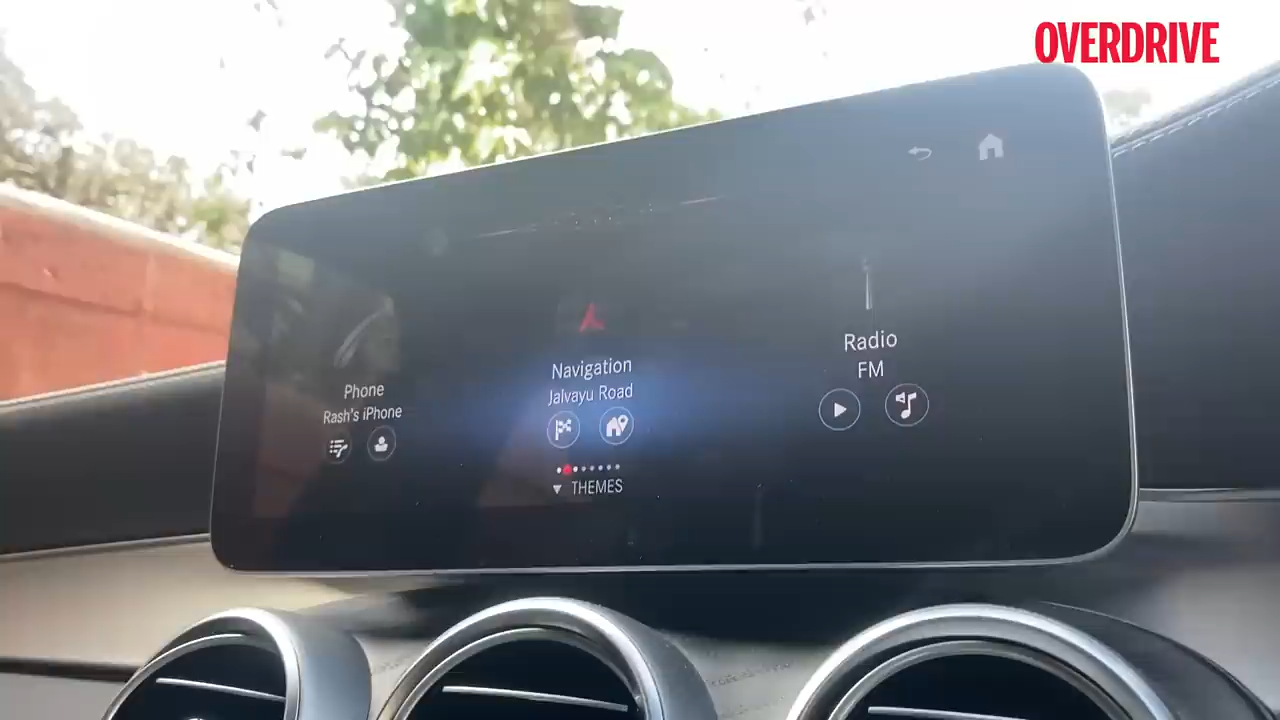 OVERDRIVE
Phone
Rash's iPhone
Navigation
Jalvayu Road
Radio
FM
THEMES